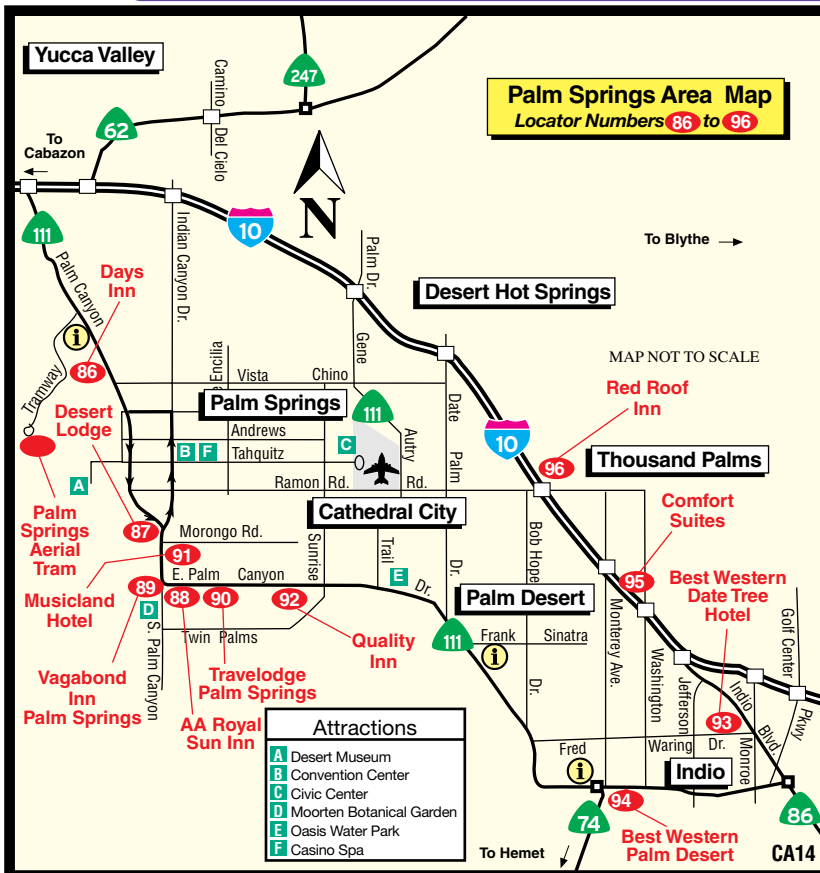 Yucca Valley
247
Palm Springs Area Map
Locator Numbers 86 to 96
62
Camino
Del Cielo
To
Cabazon
N
111
10
Indian Canyon Dr.
Palm Dr.
To Blythe
Palm Canyon
Days
Inn
Desert Hot Springs
i
Gene
MAP NOT TO SCALE
86
Tramway
Encilia
Vista Chino
Red Roof
Inn
Desert
Lodge
Palm Springs
111
Date
Palm
Dr.
Andrews
Autry
10
B F
Tahquitz
C
96
Thousand Palms
A
Ramon Rd.
Rd.
Palm
Springs
Aerial
Tram
87
Cathedral City
Comfort
Suites
Morongo Rd.
Sunrise
Trail
Bob Hope
Dr.
91
Musicland
Hotel
E. Palm Canyon Dr.
E
95
Best Western
Date Tree
Hotel
89
88
90
92
D
Palm Desert
Monterey Ave.
Golf Center
Pkwy
Twin Palms
S. Palm Canyon
Quality
Inn
111
Frank Sinatra
i
Washington
Jefferson
Indio
Blvd.
Vagabond
Inn
Palm Springs
Travelodge
Palm Springs
AA Royal
Sun Inn
93
Fred Waring Dr.
Monroe
i
Indio
Attractions
A Desert Museum
B Convention Center
C Civic Center
D Moorten Botanical Garden
E Oasis Water Park
F Casino Spa
94
74
86
Best Western
Palm Desert
To Hemet
CA14